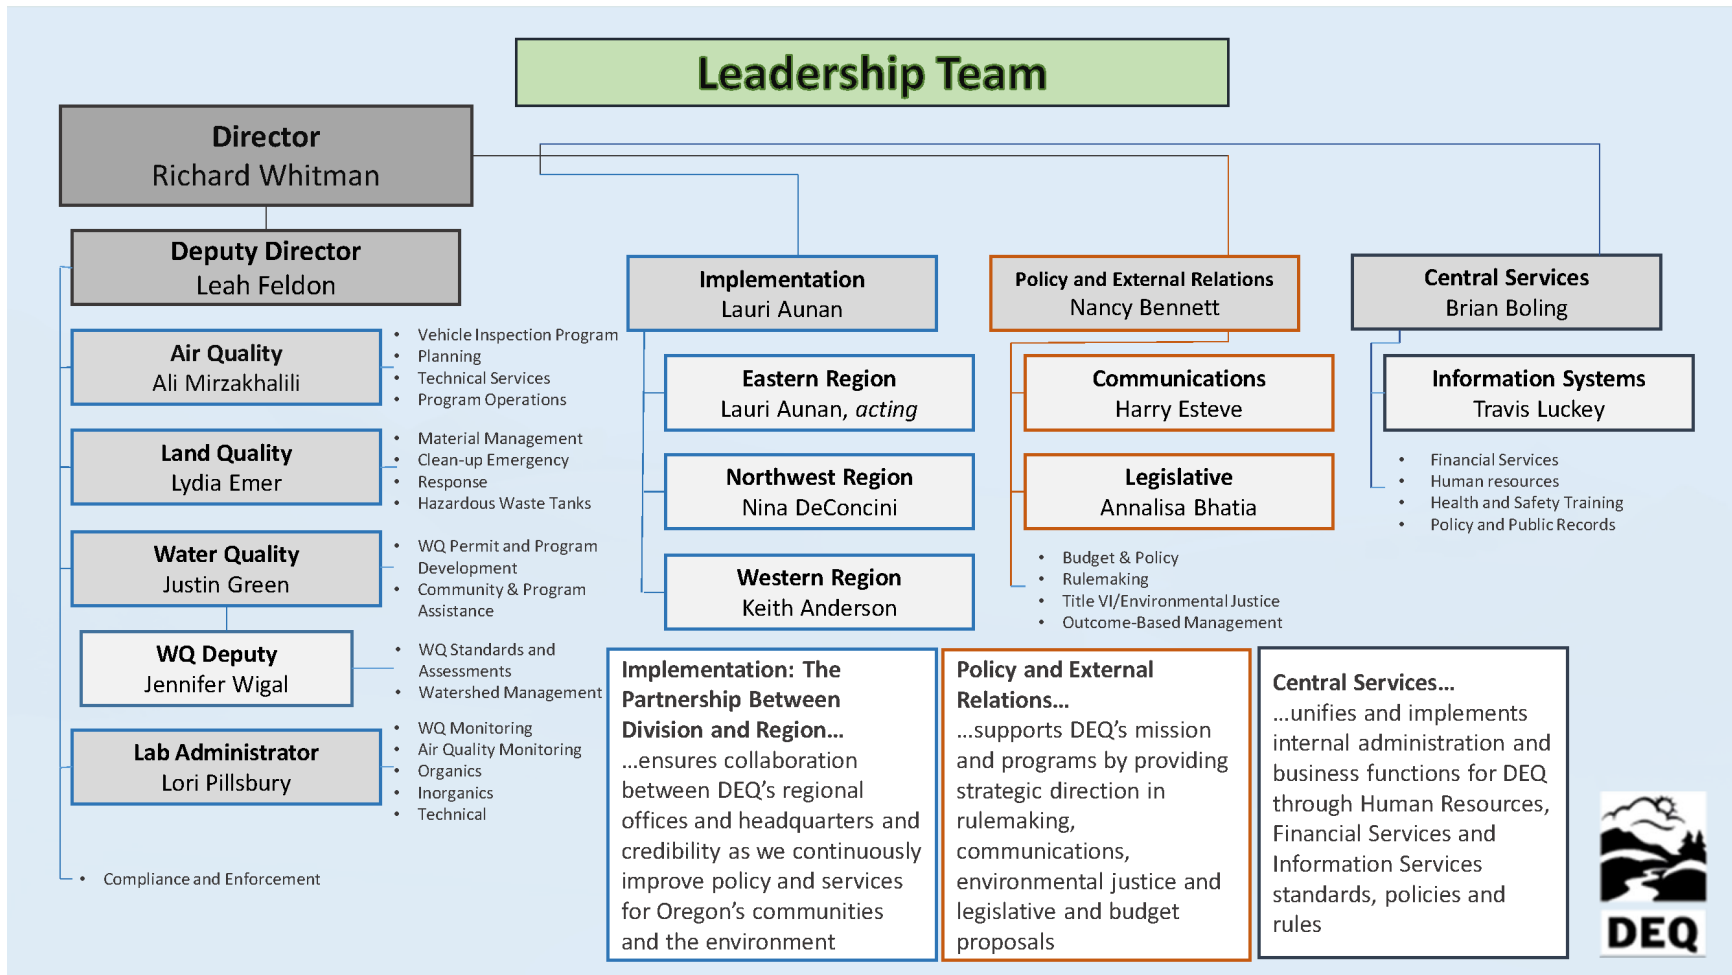 Leadership Team
Director
Richard Whitman
Deputy Director
Leah Feldon
Air Quality
Ali Mirzakhalili
• Vehicle Inspection Program
• Planning
• Technical Services
• Program Operations
Land Quality
Lydia Emer
• Material Management
• Clean-up Emergency
• Response
• Hazardous Waste Tanks
Water Quality
Justin Green
• WQ Permit and Program
Development
• Community & Program
Assistance
WQ Deputy
Jennifer Wigal
• WQ Standards and
Assessments
• Watershed Management
Lab Administrator
Lori Pillsbury
• WQ Monitoring
• Air Quality Monitoring
• Organics
• Inorganics
• Technical
• Compliance and Enforcement
Implementation
Lauri Aunan
Eastern Region
Lauri Aunan, acting
Northwest Region
Nina DeConcini
Western Region
Keith Anderson
Policy and External Relations
Nancy Bennett
Communications
Harry Esteve
Legislative
Annalisa Bhatia
• Budget & Policy
• Rulemaking
• Title VI/Environmental Justice
• Outcome-Based Management
Central Services
Brian Boling
Information Systems
Travis Luckey
• Financial Services
• Human resources
• Health and Safety Training
• Policy and Public Records
Implementation: The
Partnership Between
Division and Region…
…ensures collaboration
between DEQ’s regional
offices and headquarters and
credibility as we continuously
improve policy and services
for Oregon’s communities
and the environment
Policy and External
Relations…
…supports DEQ’s mission
and programs by providing
strategic direction in
rulemaking,
communications,
environmental justice and
legislative and budget
proposals
Central Services…
…unifies and implements
internal administration and
business functions for DEQ
through Human Resources,
Financial Services and
Information Services
standards, policies and
rules
DEQ